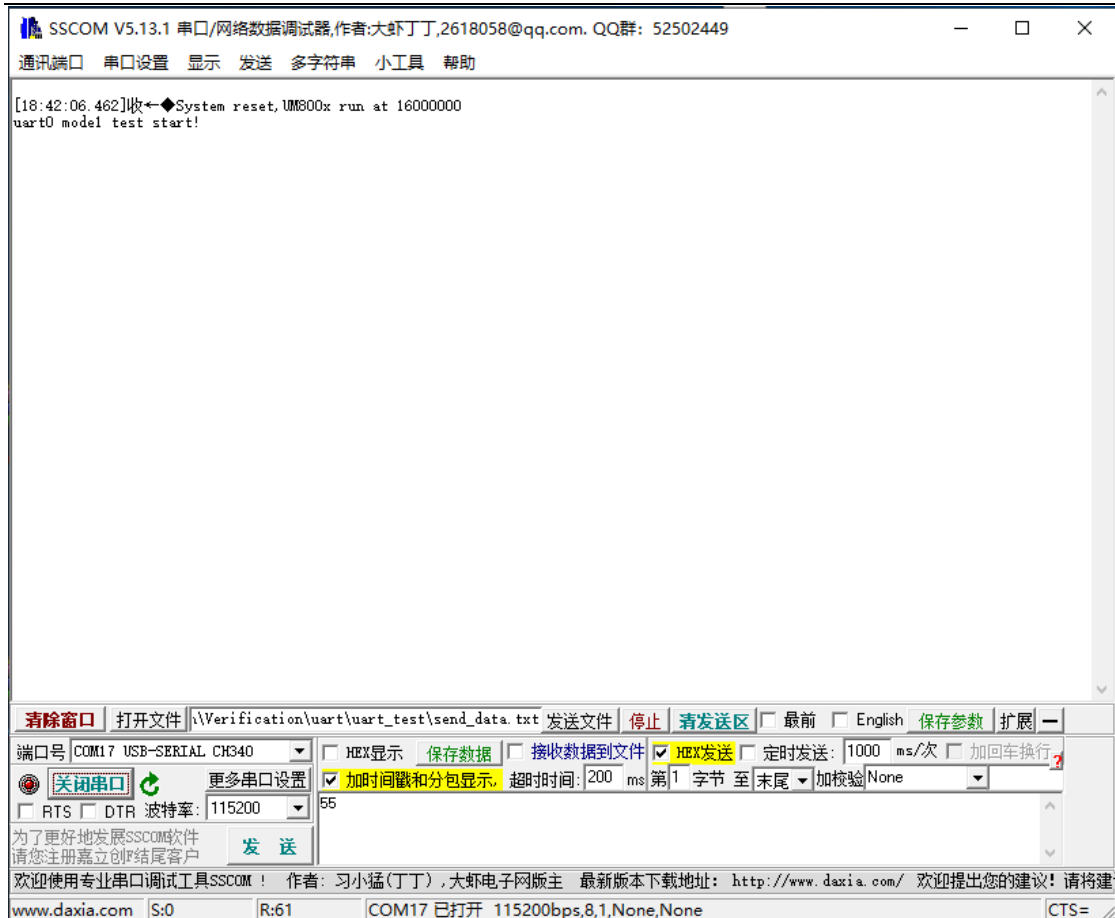 SSCOM V5.13.1 串口/网络数据调试器,作者:大虾丁丁,2618058@qq.com. QQ群: 52502449
通讯端口 串口设置 显示 发送 多字符串 小工具 帮助
[18:42:06.462]收←◆System reset,UM800x run at 16000000
uart0 mode1 test start!
清除窗口 打开文件 \Verification\uart\uart_test\send_data.txt 发送文件 停止 清发送区 最前 English 保存参数 扩展 —
端口号 COM17 USB-SERIAL CH340 HEX显示 保存数据 接收数据到文件 HEX发送 定时发送: 1000 ms/次 加回车换行 ?
关闭串口 更多串口设置 加时间戳和分包显示, 超时时间: 200 ms 第 1 字节 至 末尾 加校验 None
RTS DTR 波特率: 115200 55
为了更好地发展SSCOM软件
请您注册嘉立创F结尾客户 发 送
欢迎使用专业串口调试工具SSCOM ! 作者: 习小猛(丁丁),大虾电子网版主 最新版本下载地址: http://www.daxia.com/ 欢迎提出您的建议! 请将建
www.daxia.com S:0 R:61 COM17 已打开 115200bps,8,1,None,None CTS=